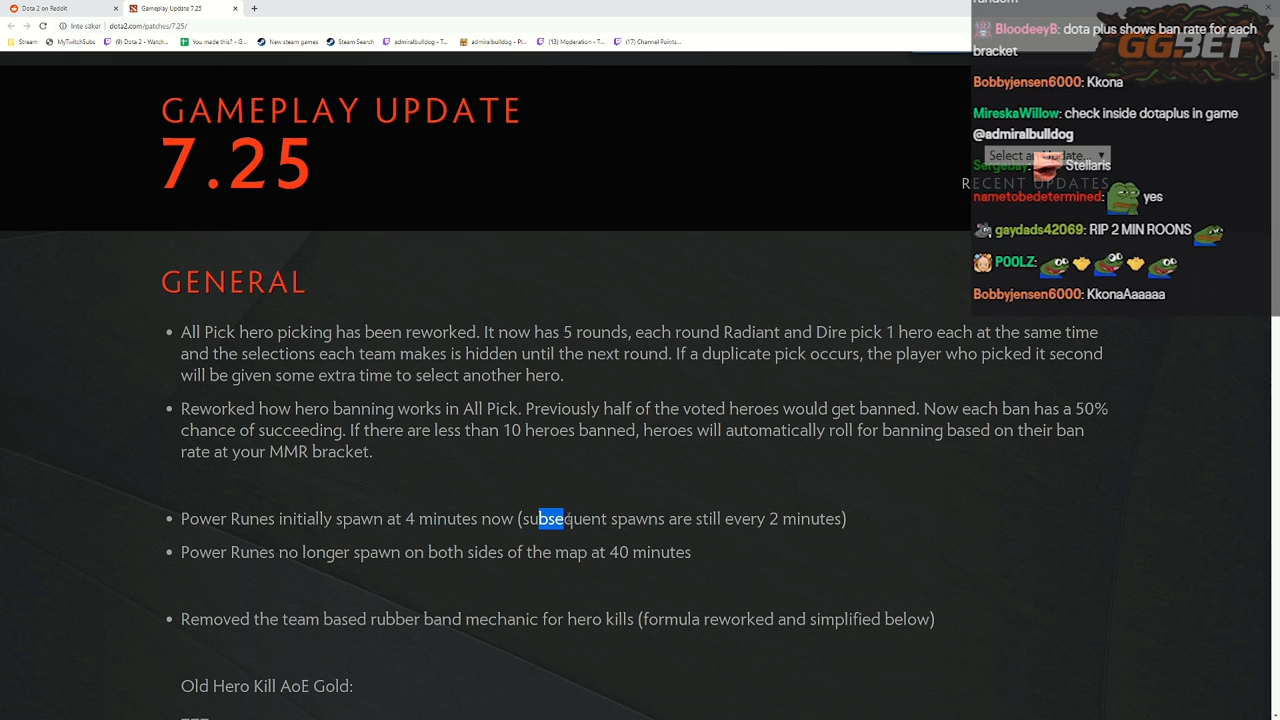 Dota 2 on Reddit
Gameplay Update 7.25
Inte säker
dota2.com/patches/7.25/
Stream
MyTwitchSubs
(9) Dota 2 - Watch...
You made this? - G...
New steam games
Steam Search
admiralbulldog - T...
admiralbulldog - Pl...
(13) Moderation - T...
(17) Channel Points...
GAMEPLAY UPDATE
7.25
GENERAL
All Pick hero picking has been reworked. It now has 5 rounds, each round Radiant and Dire pick 1 hero each at the same time
and the selections each team makes is hidden until the next round. If a duplicate pick occurs, the player who picked it second
will be given some extra time to select another hero.
Reworked how hero banning works in All Pick. Previously half of the voted heroes would get banned. Now each ban has a 50%
chance of succeeding. If there are less than 10 heroes banned, heroes will automatically roll for banning based on their ban
rate at your MMR bracket.
Power Runes initially spawn at 4 minutes now (subsequent spawns are still every 2 minutes)
Power Runes no longer spawn on both sides of the map at 40 minutes
Removed the team based rubber band mechanic for hero kills (formula reworked and simplified below)
Old Hero Kill AoE Gold:
random
BloodeeyB: dota plus shows ban rate for each
bracket
GG.BET
Bobbyjensen6000: Kkona
MireskaWillow: check inside dotaplus in game
@admiralbulldog
Select an Update...
Stellaris
RECENT UPDATES
nametobedetermined: yes
gaydads42069: RIP 2 MIN ROONS
P00LZ:
Bobbyjensen6000: KkonaAaaaaa